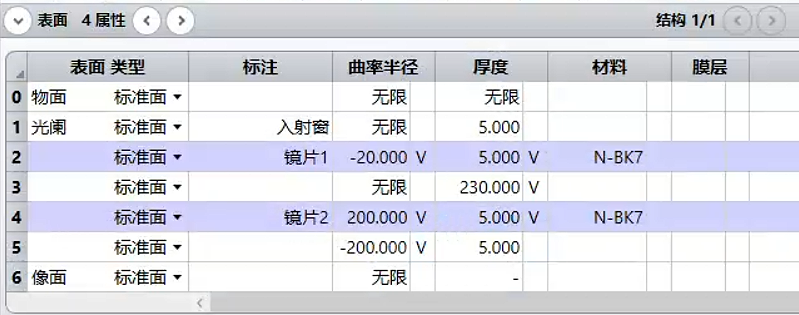 表面 4 属性 结构 1/1
表面 类型 标注 曲率半径 厚度 材料 膜层
0 物面 标准面 无限 无限
1 光阑 标准面 入射窗 无限 5.000
2 标准面 镜片1 -20.000 V 5.000 V N-BK7
3 标准面 无限 230.000 V
4 标准面 镜片2 200.000 V 5.000 V N-BK7
5 标准面 -200.000 V 5.000
6 像面 标准面 无限 -